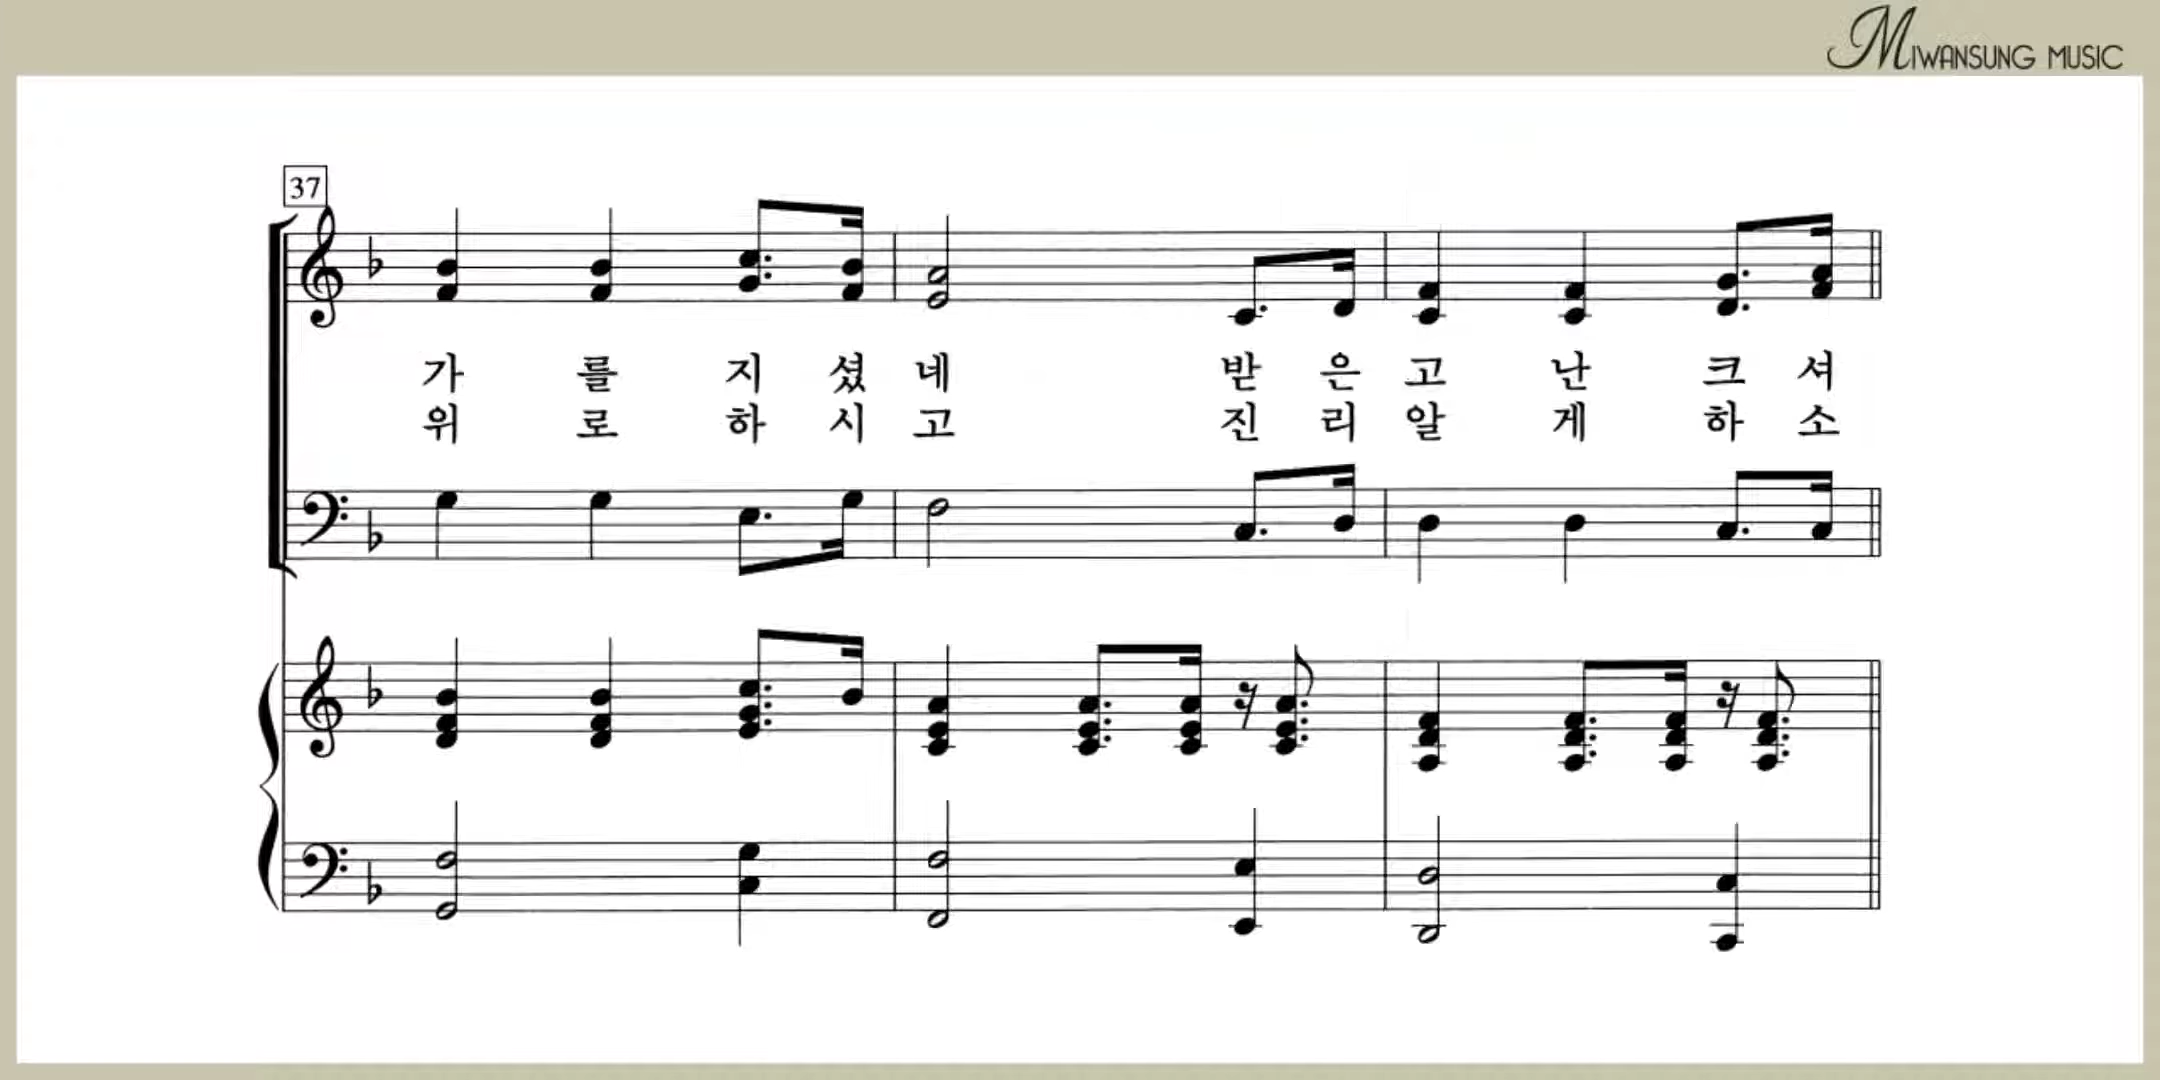 MIWANSUNG MUSIC
37
가 를 지 셨 네 받 은 고 난 크 셔
위 로 하 시 고 진 리 알 게 하 소